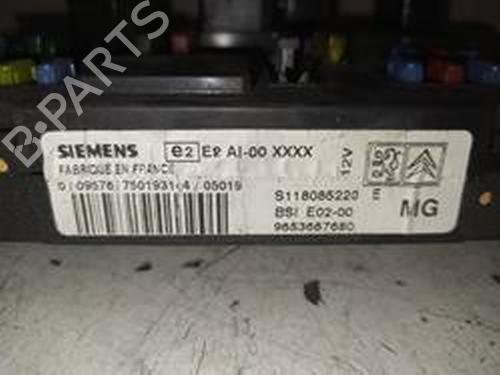 B-PARTS
SIEMENS e2 E2 AI-00 XXXX
FABRIQUE EN FRANCE
12V
S118085220
BSI E02-00
9653667680
MG